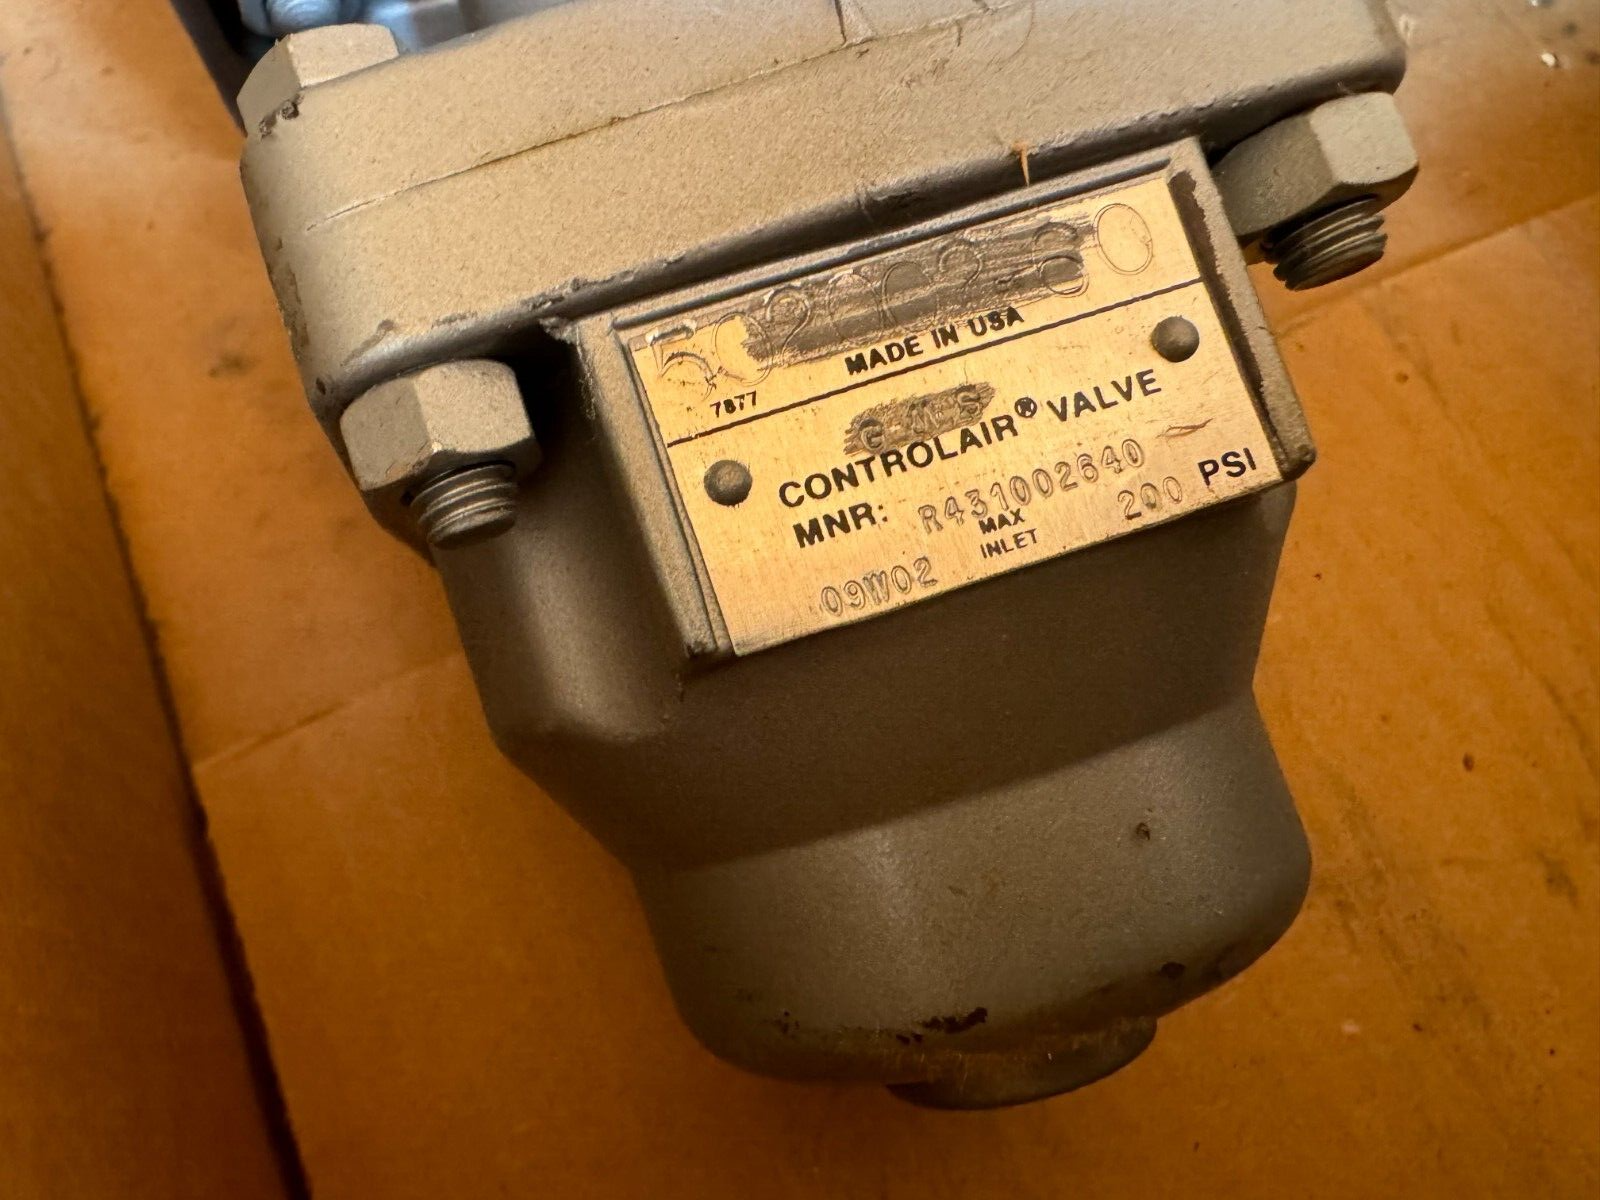 MADE IN USA
7877
CONTROLAIR® VALVE
MNR: R431002640
MAX INLET 200 PSI
09W02